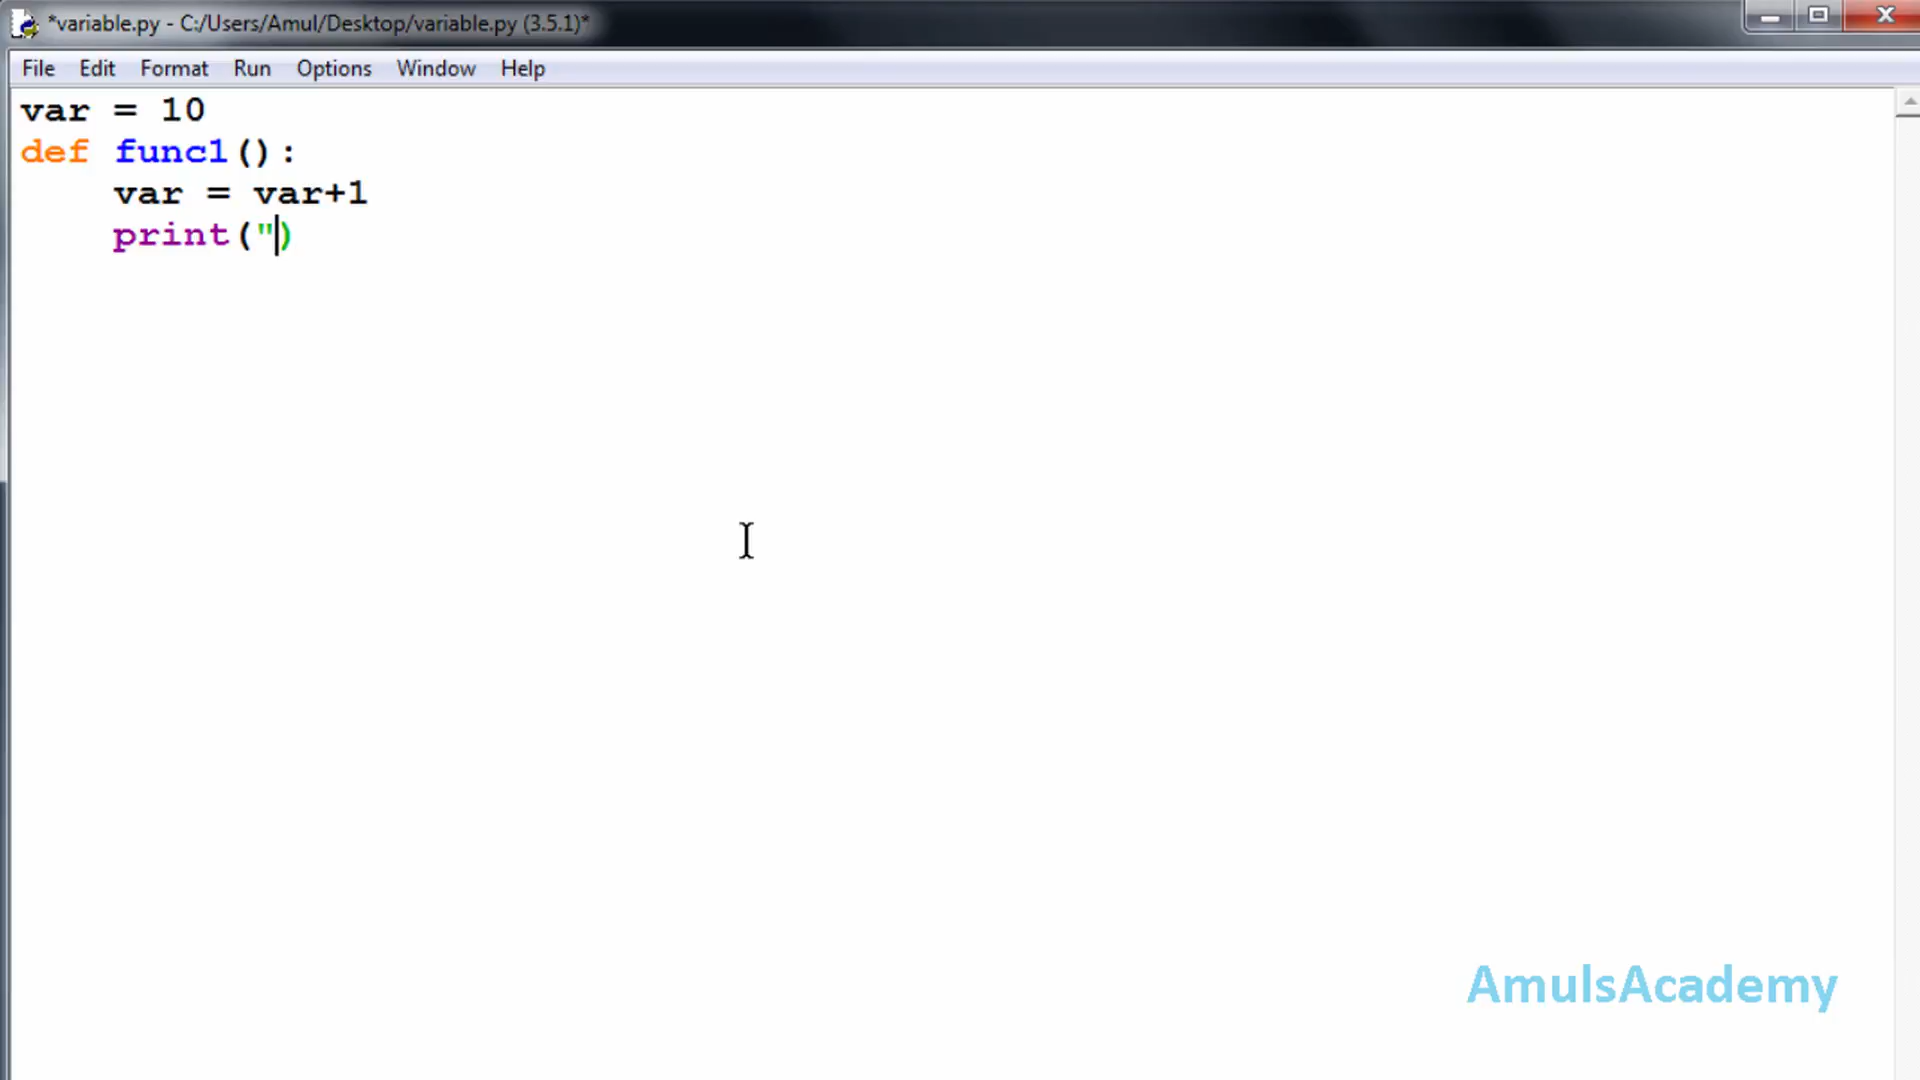 *variable.py - C:/Users/Amul/Desktop/variable.py (3.5.1)*
File Edit Format Run Options Window Help
var = 10
def func1():
    var = var+1
    print(")
AmulsAcademy